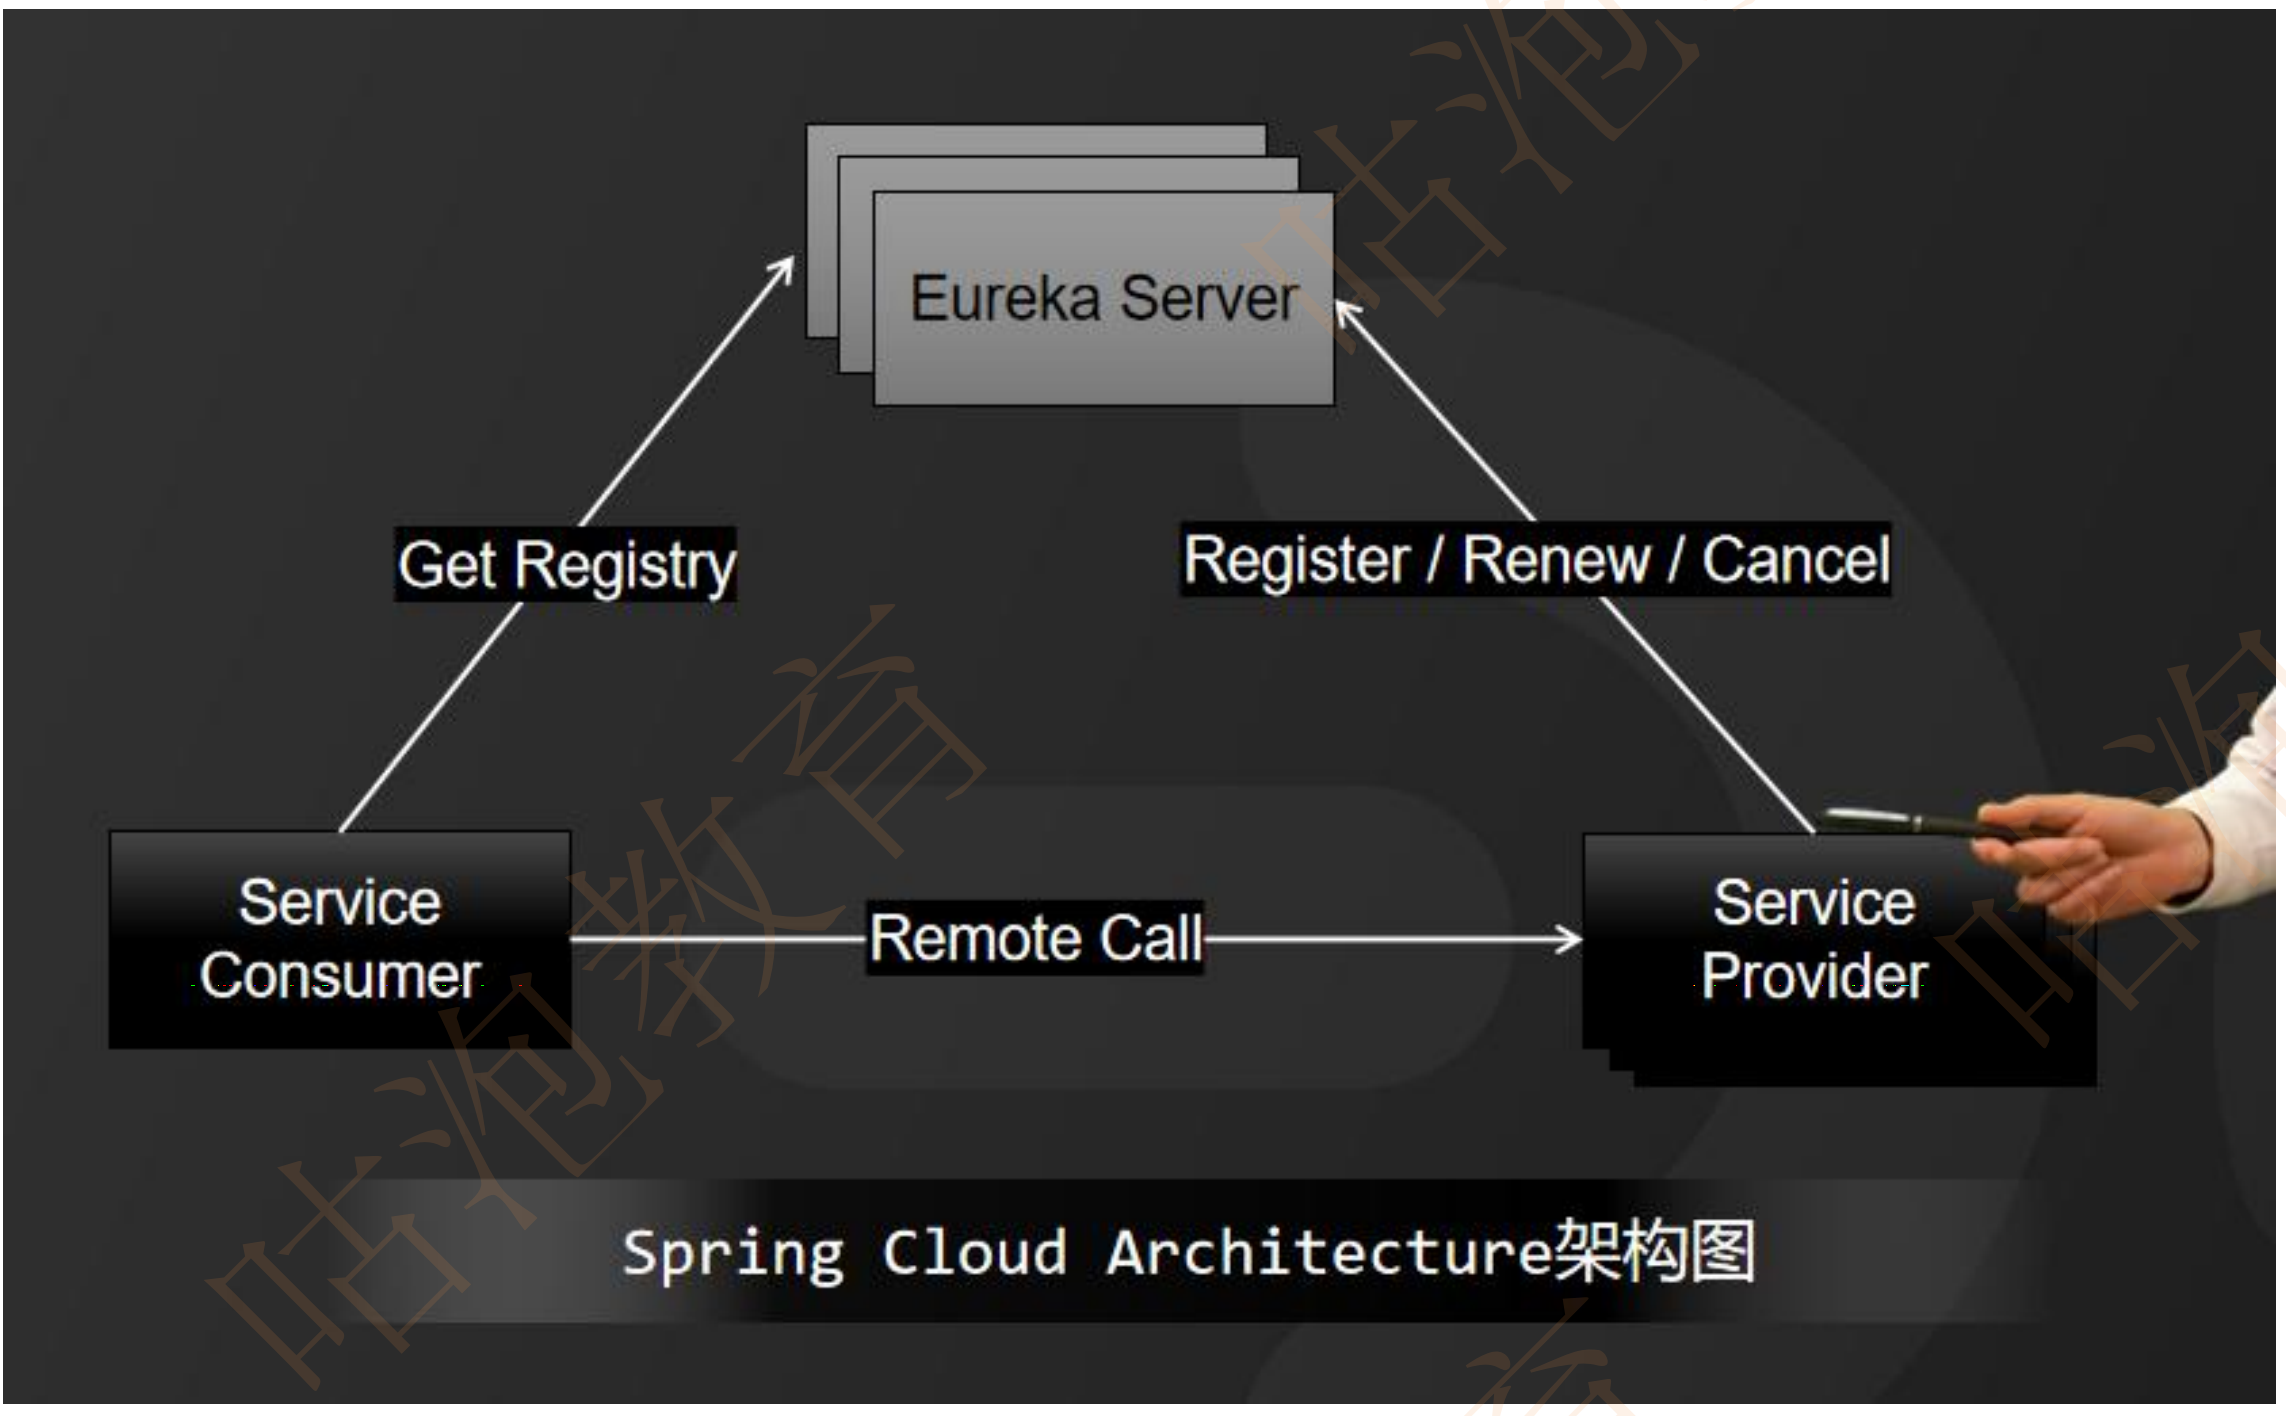 Eureka Server
Get Registry
Register / Renew / Cancel
Service
Consumer
Remote Call
Service
Provider
Spring Cloud Architecture架构图
咕泡教育
咕泡
咕泡
育